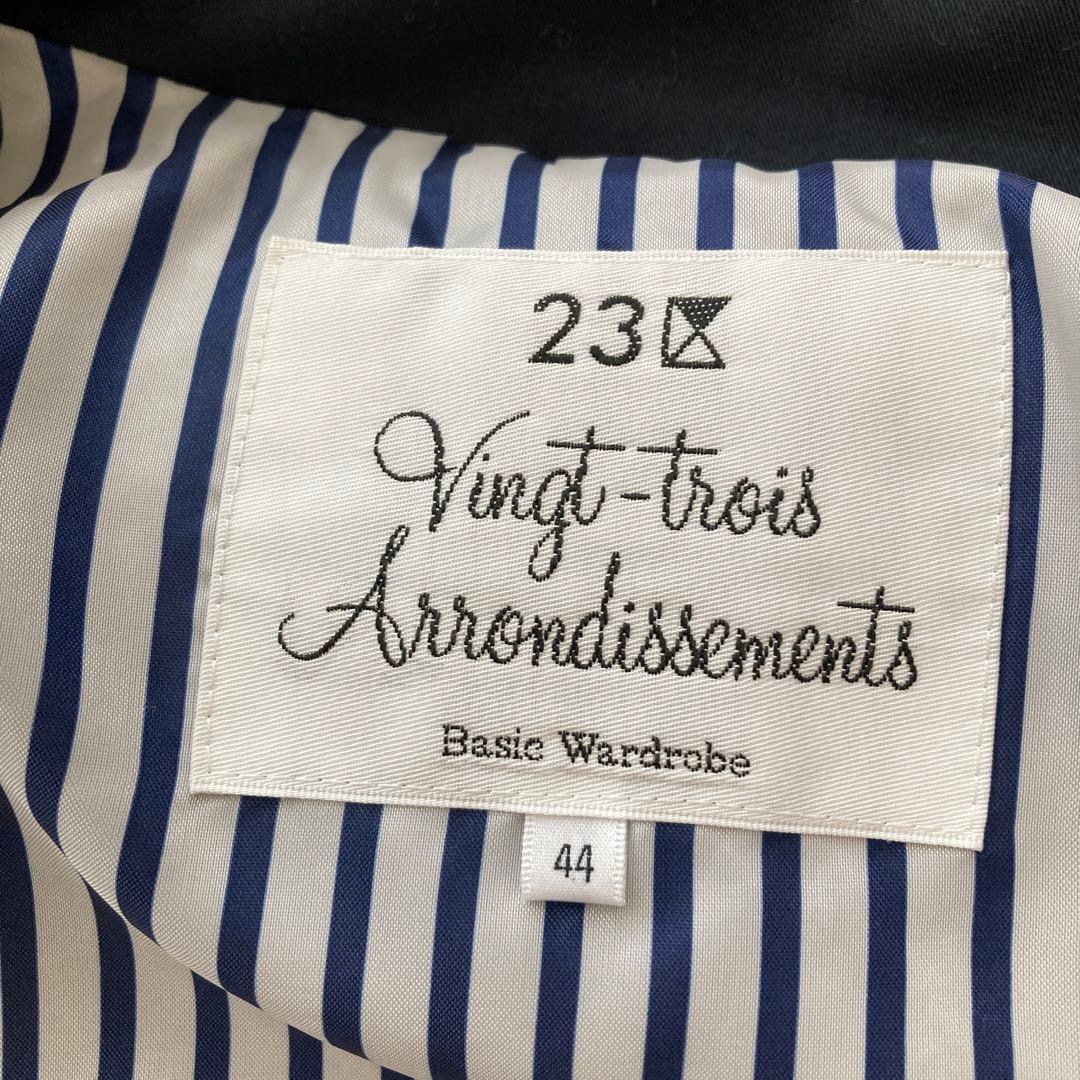 23区
Vingt-trois
Arrondissements
Basic Wardrobe
44